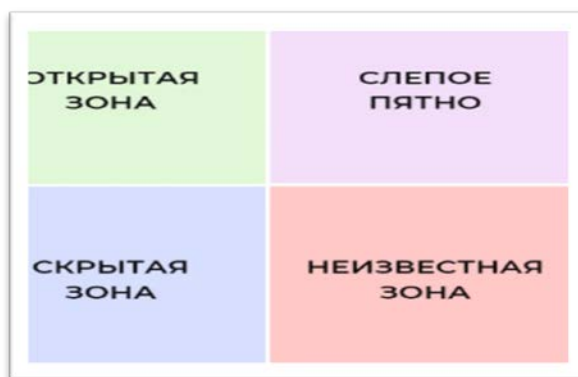 ОТКРЫТАЯ
ЗОНА
СЛЕПОЕ
ПЯТНО
СКРЫТАЯ
ЗОНА
НЕИЗВЕСТНАЯ
ЗОНА